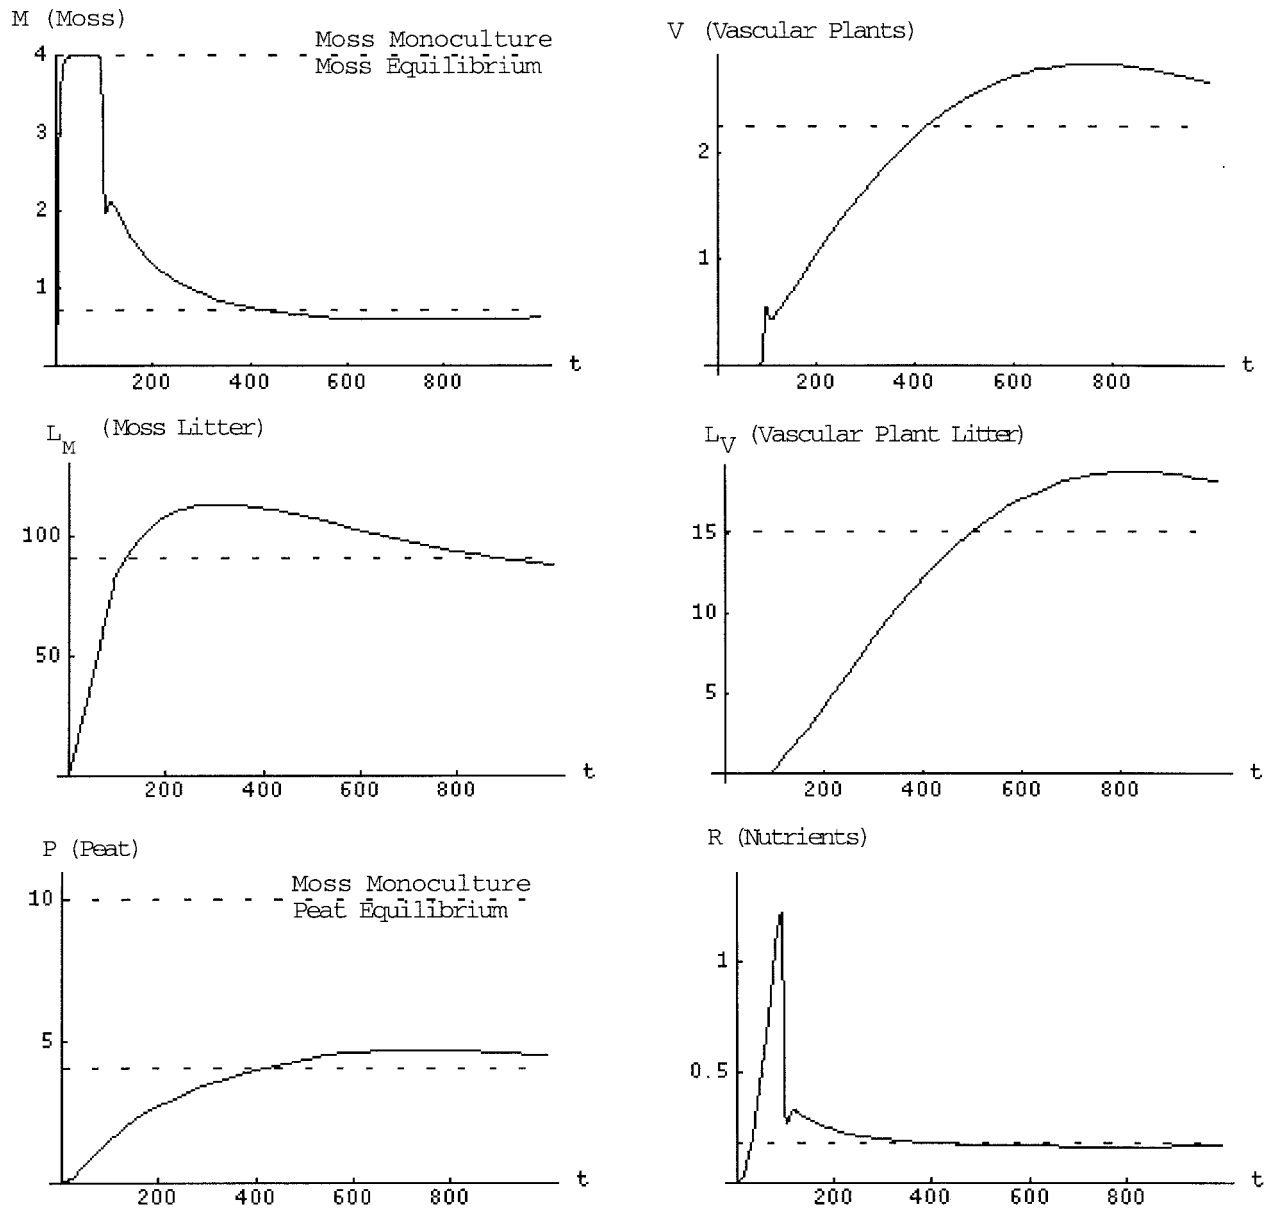 M (Moss)
Moss Monoculture
Moss Equilibrium
4
3
2
1
200 400 600 800
t
V (Vascular Plants)
2
1
200 400 600 800
t
L_M (Moss Litter)
100
50
200 400 600 800
t
L_V (Vascular Plant Litter)
15
10
5
200 400 600 800
t
P (Peat)
Moss Monoculture
Peat Equilibrium
10
5
200 400 600 800
t
R (Nutrients)
1
0.5
200 400 600 800
t